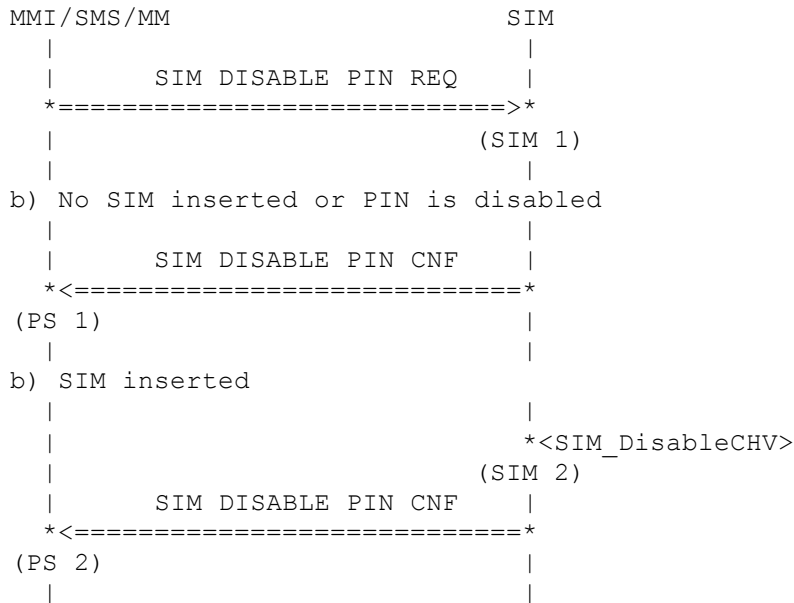 MMI/SMS/MM                     SIM
  |                             |
  |      SIM DISABLE PIN REQ    |
  *============================>*
  |                          (SIM 1)
  |                             |
b) No SIM inserted or PIN is disabled
  |                             |
  |      SIM DISABLE PIN CNF    |
  *<============================*
(PS 1)                          |
  |                             |
b) SIM inserted
  |                             |
  |                             *<SIM_DisableCHV>
  |                          (SIM 2)
  |      SIM DISABLE PIN CNF    |
  *<============================*
(PS 2)                          |
  |                             |